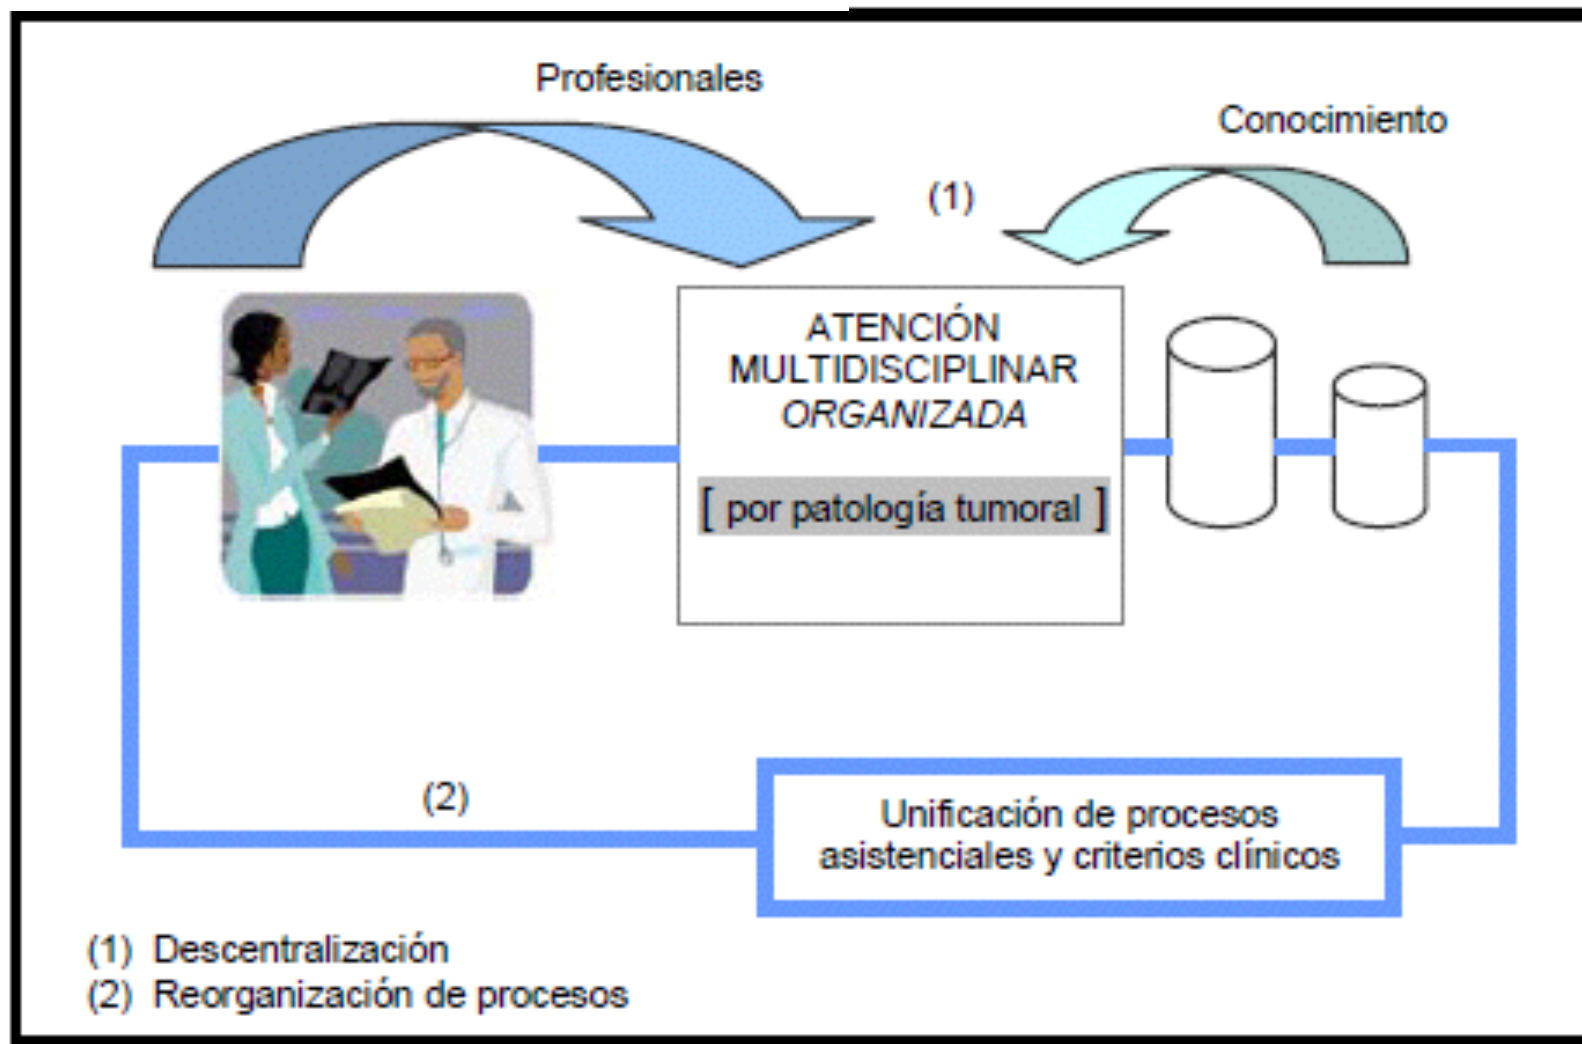 Profesionales
Conocimiento
(1)
ATENCIÓN
MULTIDISCIPLINAR
ORGANIZADA
[ por patología tumoral ]
(2)
Unificación de procesos
asistenciales y criterios clínicos
(1) Descentralización
(2) Reorganización de procesos